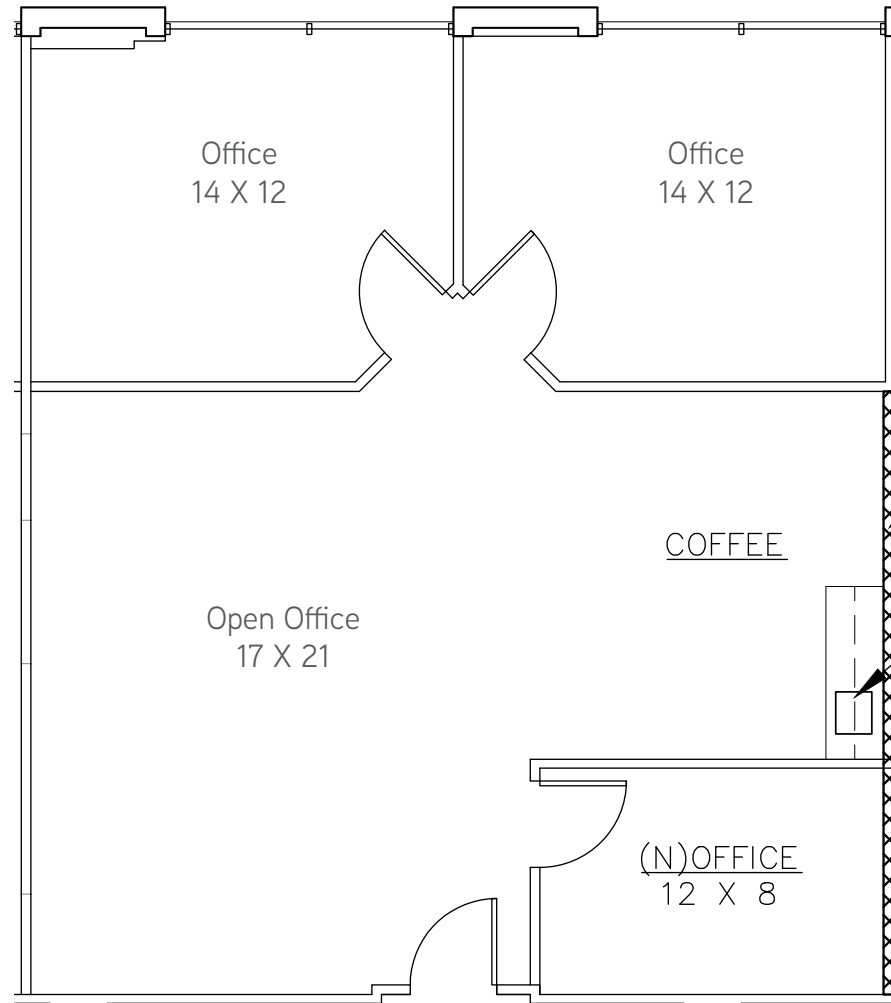 Office
14 X 12
Office
14 X 12
COFFEE
Open Office
17 X 21
(N)OFFICE
12 X 8